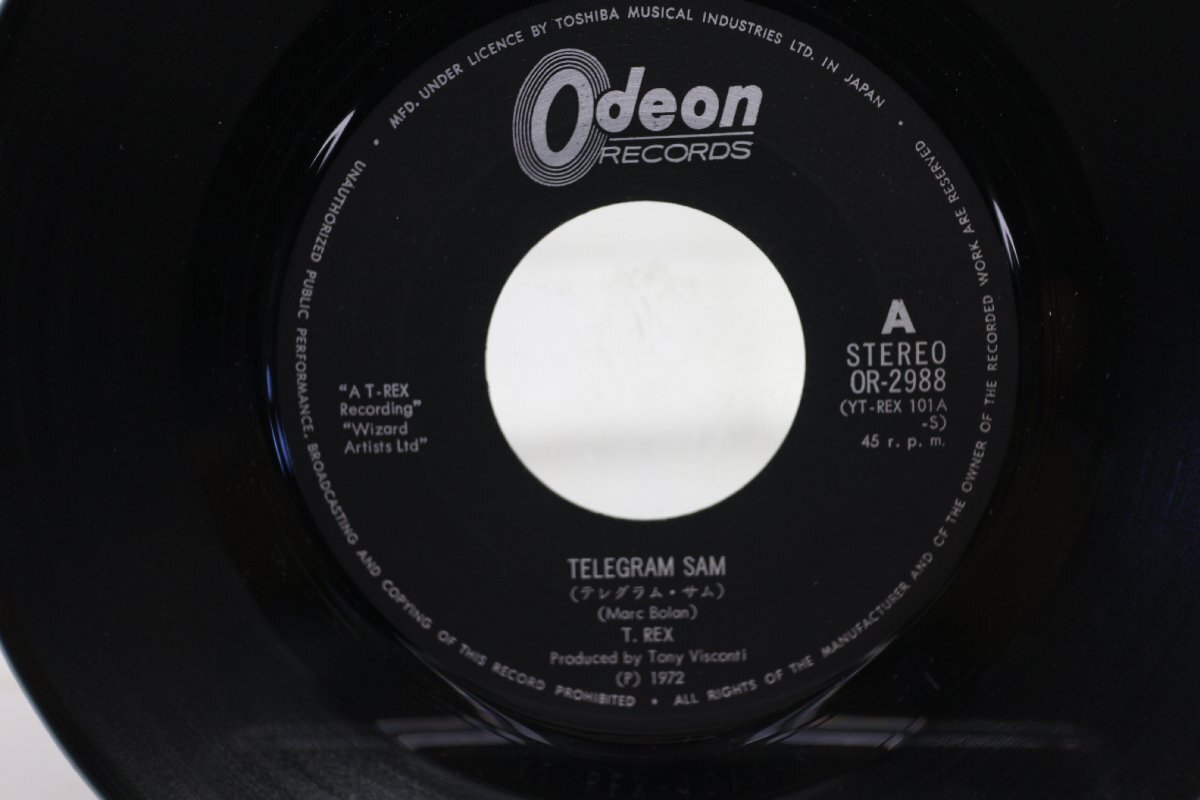 MFD. UNDER LICENCE BY TOSHIBA MUSICAL INDUSTRIES LTD. IN JAPAN •
Odeon
RECORDS
"A T-REX
Recording"
"Wizard
Artists Ltd"
A
STEREO
OR-2988
(YT-REX 101A
-S)
45 r. p. m.
TELEGRAM SAM
(テレグラム・サム)
(Marc Bolan)
T. REX
Produced by Tony Visconti
(P) 1972
• UNAUTHORIZED PUBLIC PERFORMANCE, BROADCASTING AND COPYING OF THIS RECORD PROHIBITED • ALL RIGHTS OF THE MANUFACTURER AND OF THE OWNER OF THE RECORDED WORK ARE RESERVED